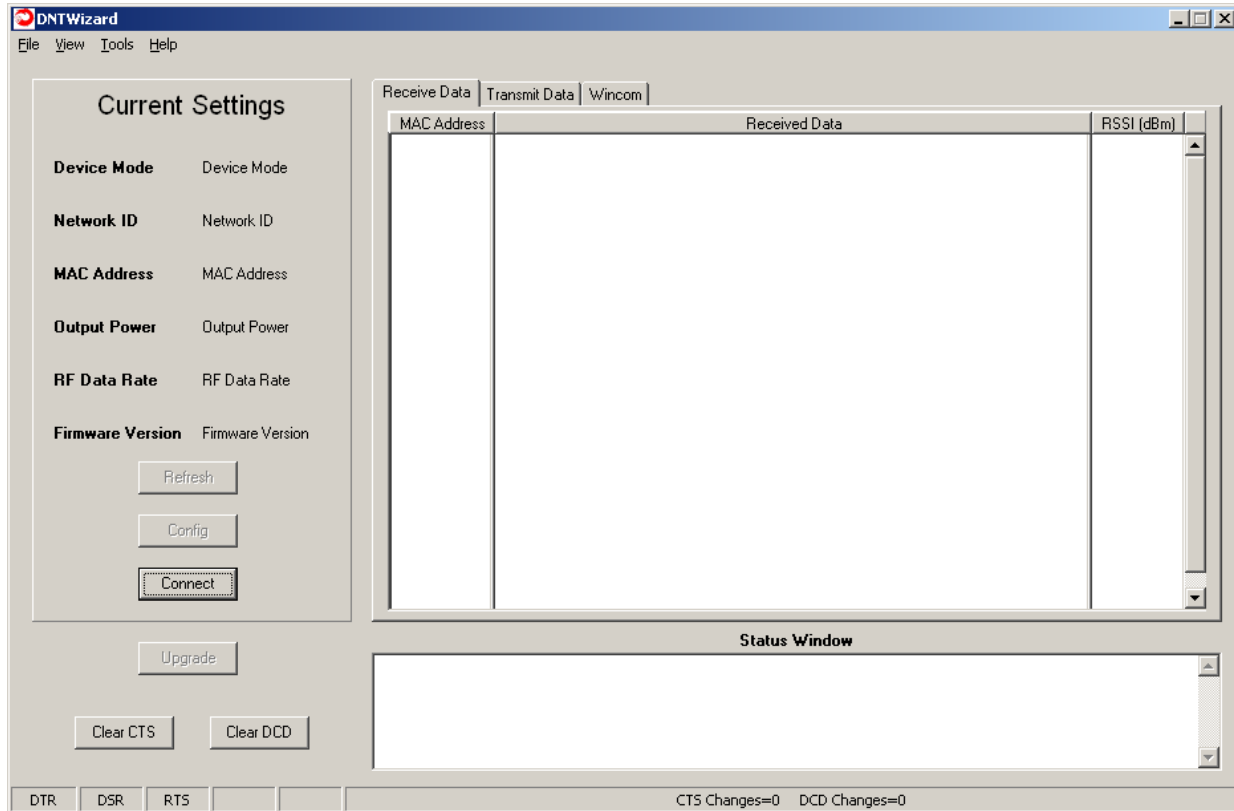 DNTWizard
File View Tools Help
Current Settings
Device Mode Device Mode
Network ID Network ID
MAC Address MAC Address
Output Power Output Power
RF Data Rate RF Data Rate
Firmware Version Firmware Version
Refresh
Config
Connect
Upgrade
Clear CTS Clear DCD
Receive Data Transmit Data Wincom
MAC Address Received Data RSSI (dBm)
Status Window
DTR DSR RTS CTS Changes=0 DCD Changes=0